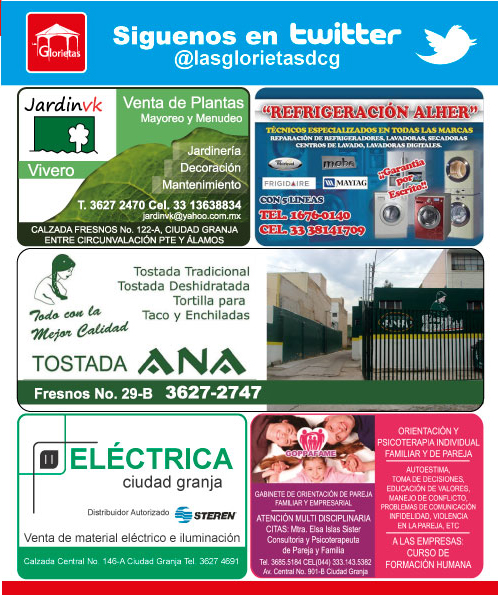 Las
Glorietas
Siguenos en twitter
@lasglorietasdcg
Jardinvk
Vivero
Venta de Plantas
Mayoreo y Menudeo
Jardinería
Decoración
Mantenimiento
T. 3627 2470 Cel. 33 13638834
jardinvk@yahoo.com.mx
CALZADA FRESNOS No. 122-A, CIUDAD GRANJA
ENTRE CIRCUNVALACIÓN PTE Y ÁLAMOS
"REFRIGERACIÓN ALHER"
TÉCNICOS ESPECIALIZADOS EN TODAS LAS MARCAS
REPARACIÓN DE REFRIGERADORES, LAVADORAS, SECADORAS
CENTROS DE LAVADO, LAVADORAS DIGITALES.
Whirlpool
mabe
FRIGIDAIRE
MAYTAG
¡¡Garantía
por
Escrito"
CON 5 LINEAS
TEL. 1676-0140
CEL. 33 38141709
Todo con la
Mejor Calidad
Tostada Tradicional
Tostada Deshidratada
Tortilla para
Taco y Enchiladas
TOSTADA ANA
Fresnos No. 29-B 3627-2747
ELÉCTRICA
ciudad granja
Distribuidor Autorizado STEREN
Venta de material eléctrico e iluminación
Calzada Central No. 146-A Ciudad Granja Tel. 3627 4691
GOPPAFAME
GABINETE DE ORIENTACIÓN DE PAREJA
FAMILIAR Y EMPRESARIAL
ATENCIÓN MULTI DISCIPLINARIA
CITAS: Mtra. Elsa Islas Sister
Consultoria y Psicoterapeuta
de Pareja y Familia
Tel. 3685.5184 CEL(044) 333.143.5382
Av. Central No. 901-B Ciudad Granja
ORIENTACIÓN Y
PSICOTERAPIA INDIVIDUAL
FAMILIAR Y DE PAREJA
AUTOESTIMA,
TOMA DE DECISIONES,
EDUCACIÓN DE VALORES,
MANEJO DE CONFLICTO,
PROBLEMAS DE COMUNICACIÓN
INFIDELIDAD, VIOLENCIA
EN LA PAREJA, ETC
A LAS EMPRESAS:
CURSO DE
FORMACIÓN HUMANA